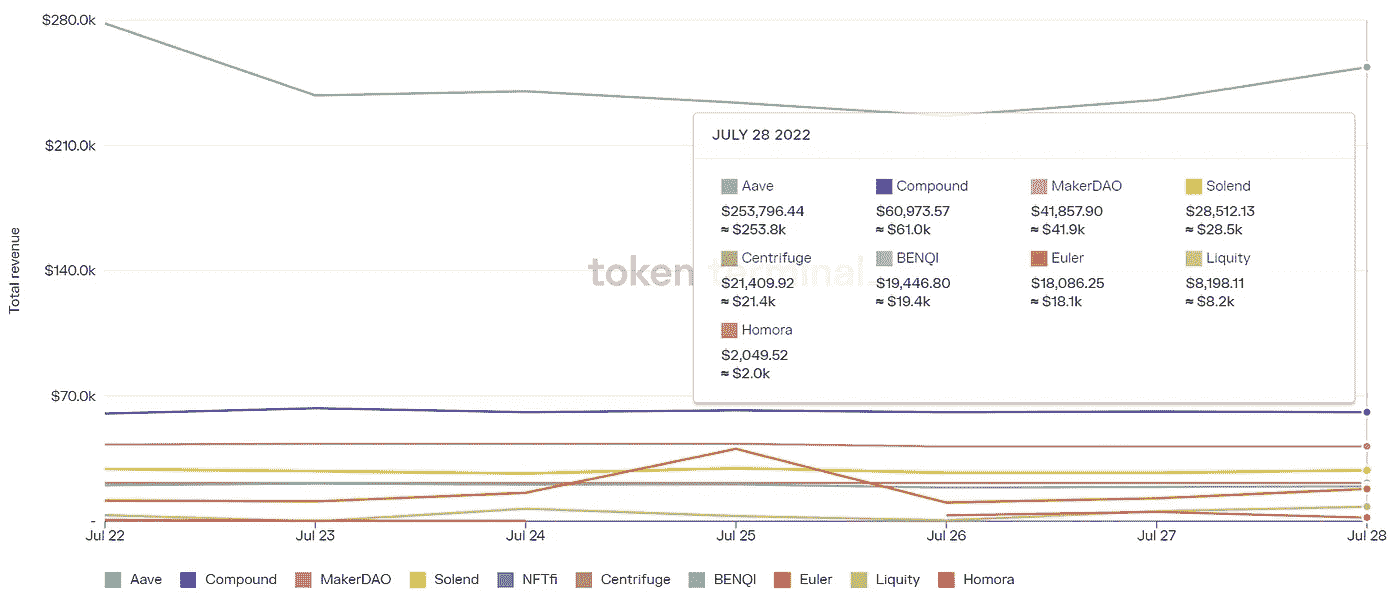 $280.0k
$210.0k
$140.0k
$70.0k
-
Total revenue
token terminal
JULY 28 2022
Aave Compound MakerDAO Solend
$253,796.44 $60,973.57 $41,857.90 $28,512.13
≈ $253.8k ≈ $61.0k ≈ $41.9k ≈ $28.5k
Centrifuge BENQI Euler Liquity
$21,409.92 $19,446.80 $18,086.25 $8,198.11
≈ $21.4k ≈ $19.4k ≈ $18.1k ≈ $8.2k
Homora
$2,049.52
≈ $2.0k
Jul 22 Jul 23 Jul 24 Jul 25 Jul 26 Jul 27 Jul 28
Aave Compound MakerDAO Solend NFTfi Centrifuge BENQI Euler Liquity Homora